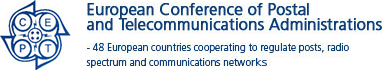 C E P T
European Conference of Postal
and Telecommunications Administrations
- 48 European countries cooperating to regulate posts, radio
spectrum and communications networks